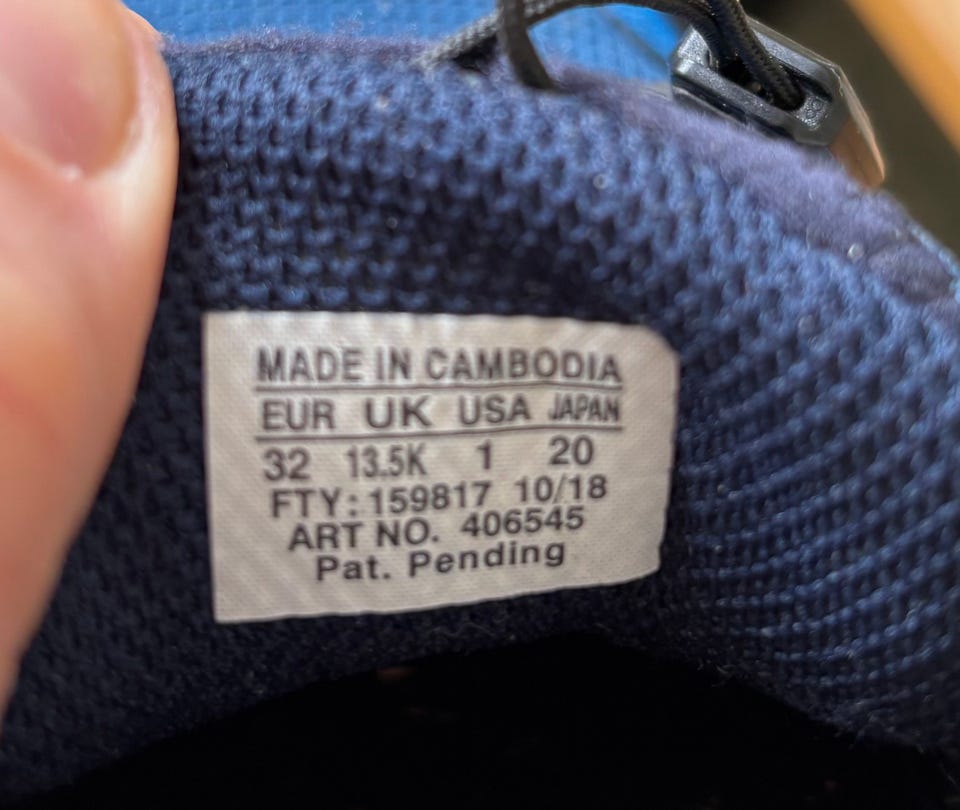 MADE IN CAMBODIA
EUR UK USA JAPAN
32 13.5K 1 20
FTY: 159817 10/18
ART NO. 406545
Pat. Pending